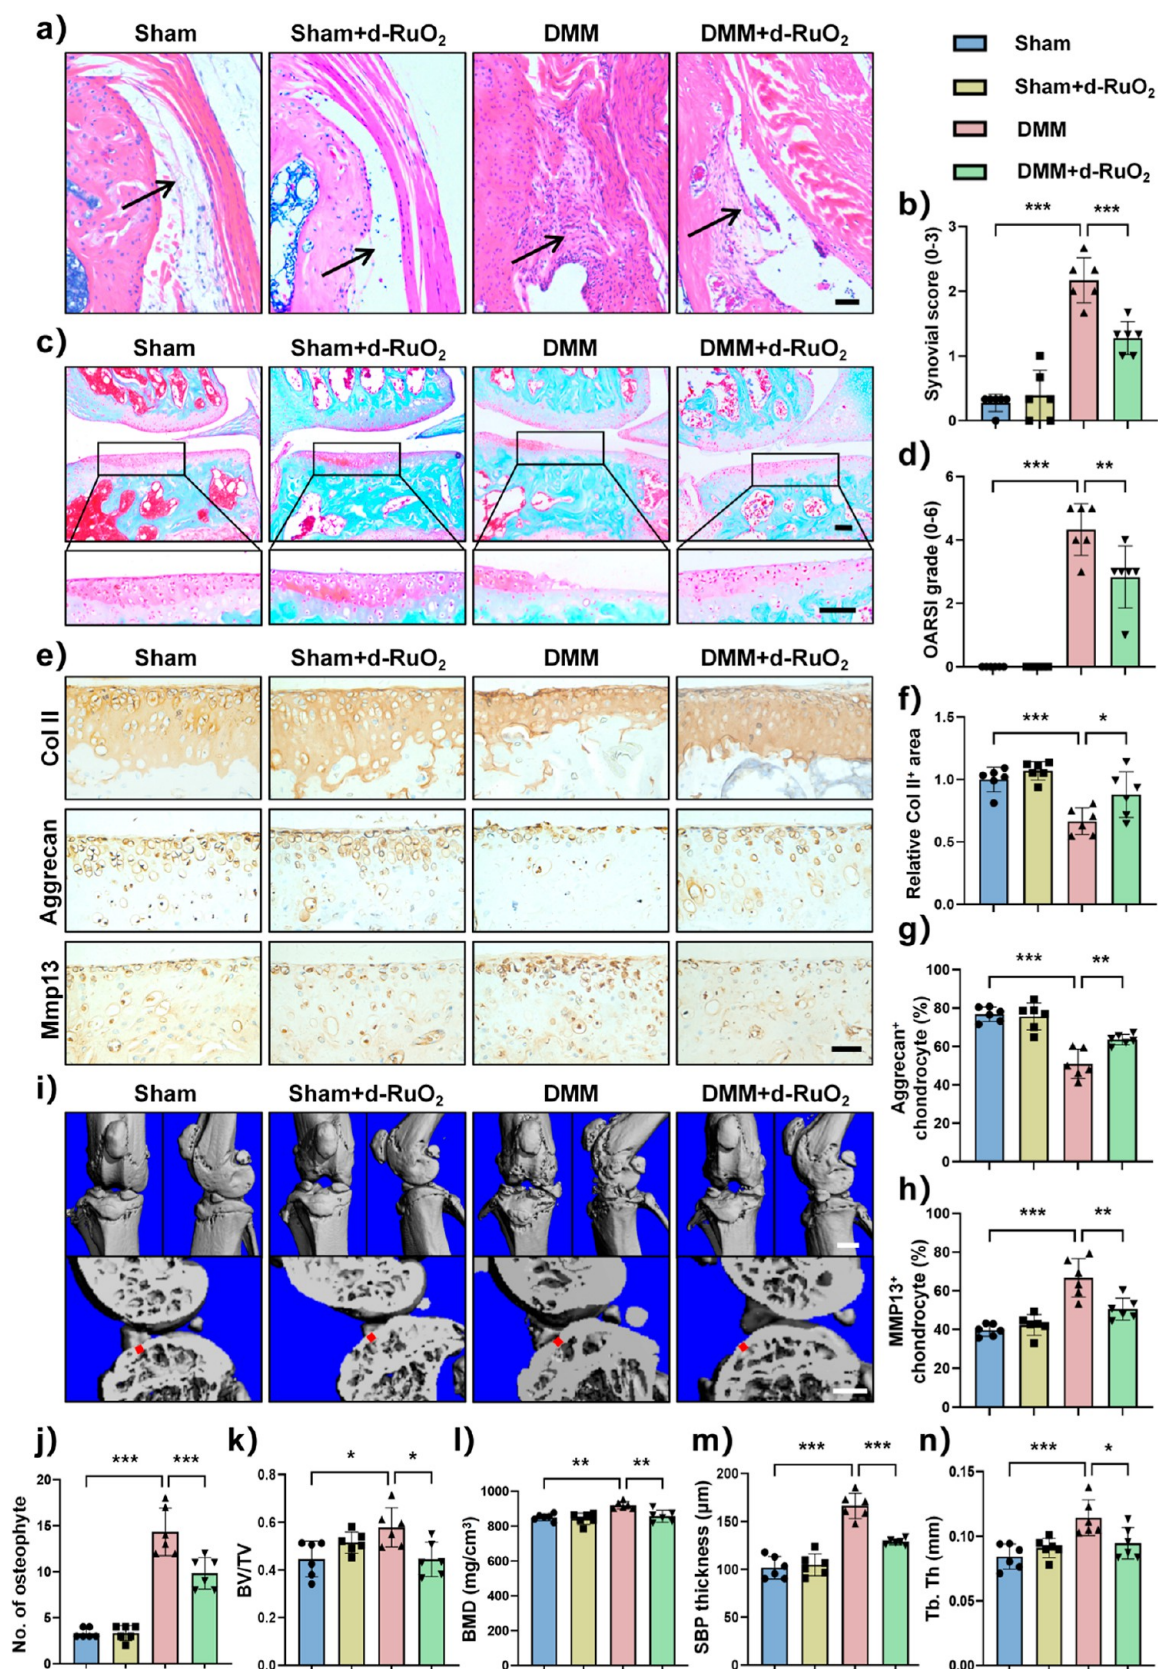 a)
Sham
Sham+d-RuO₂
DMM
DMM+d-RuO₂
Sham
Sham+d-RuO₂
DMM
DMM+d-RuO₂
b)
Synovial score (0-3)
3
2
1
0
***
***
c)
Sham
Sham+d-RuO₂
DMM
DMM+d-RuO₂
d)
OARSI grade (0-6)
6
4
2
0
***
**
e)
Sham
Sham+d-RuO₂
DMM
DMM+d-RuO₂
Col II
Aggrecan
Mmp13
f)
Relative Col II⁺ area
1.5
1.0
0.5
0.0
***
*
g)
Aggrecan⁺
chondrocyte (%)
100
80
60
40
20
0
***
**
h)
MMP13⁺
chondrocyte (%)
100
80
60
40
20
0
***
**
i)
Sham
Sham+d-RuO₂
DMM
DMM+d-RuO₂
j)
No. of osteophyte
20
15
10
5
0
***
***
k)
BV/TV
0.8
0.6
0.4
0.2
0.0
*
*
l)
BMD (mg/cm³)
1000
800
600
400
200
0
**
**
m)
SBP thickness (μm)
200
150
100
50
0
***
***
n)
Tb. Th (mm)
0.15
0.10
0.05
0.00
***
*